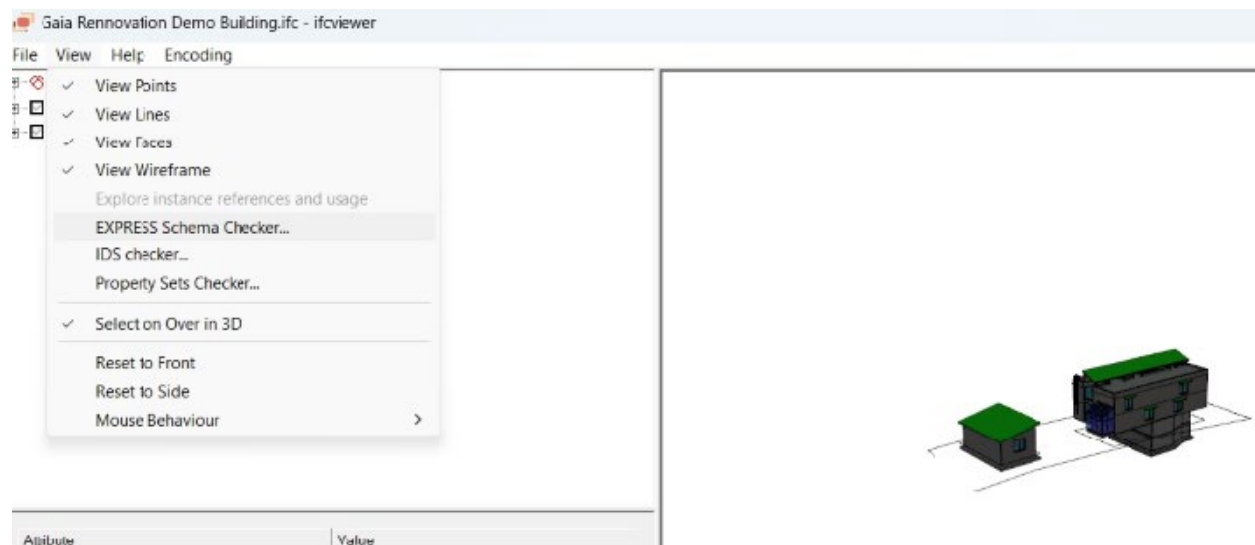 Gaia Rennovation Demo Building.ifc - ifcviewer
File View Help Encoding
View Points
View Lines
View Faces
View Wireframe
Explore instance references and usage
EXPRESS Schema Checker...
IDS checker...
Property Sets Checker...
Select on Over in 3D
Reset to Front
Reset to Side
Mouse Behaviour
Attibute Value